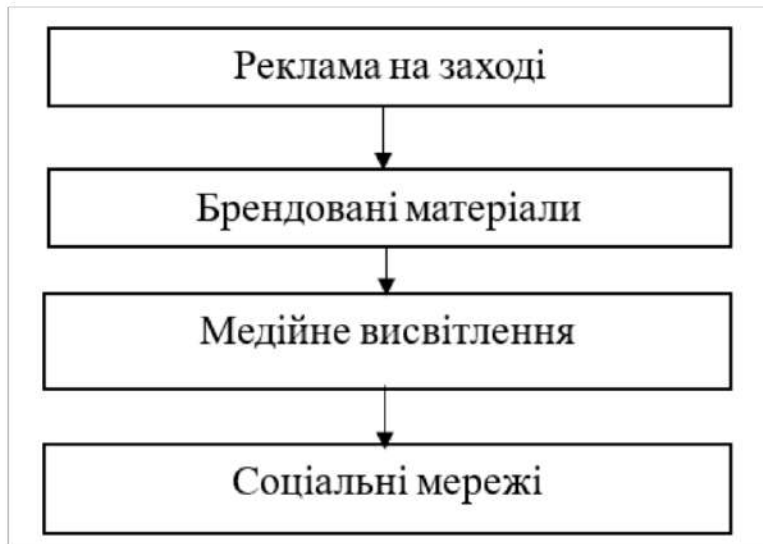 Реклама на заході
Брендовані матеріали
Медійне висвітлення
Соціальні мережі